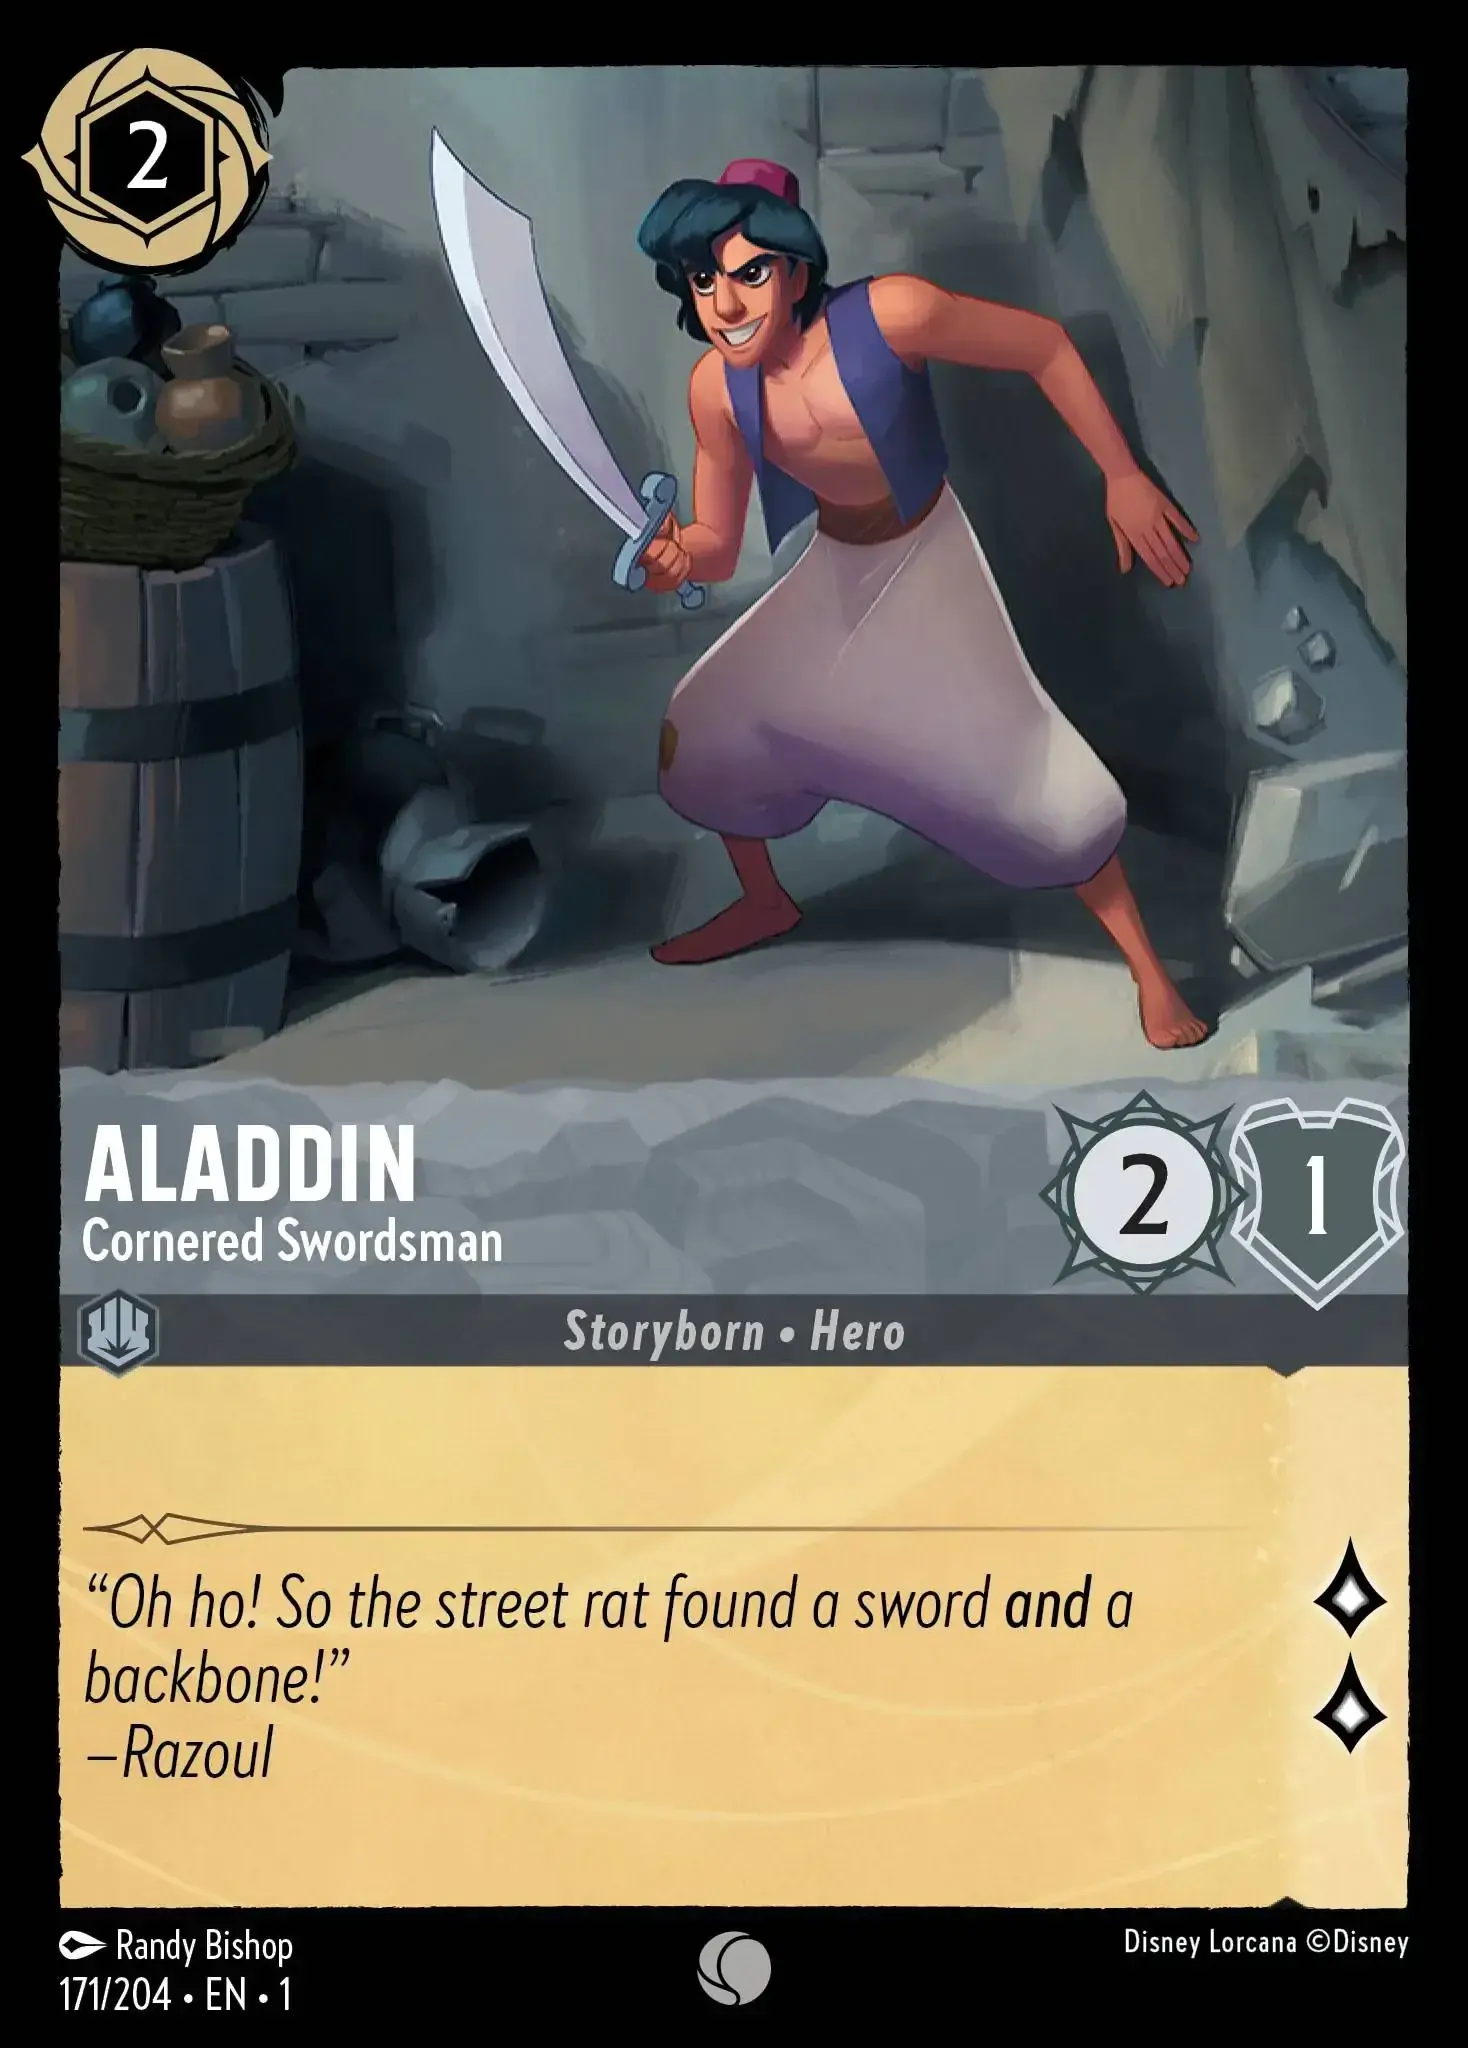 2
ALADDIN
Cornered Swordsman
2
1
Storyborn • Hero
“Oh ho! So the street rat found a sword and a
backbone!”
–Razoul
Randy Bishop
171/204 • EN • 1
Disney Lorcana ©Disney